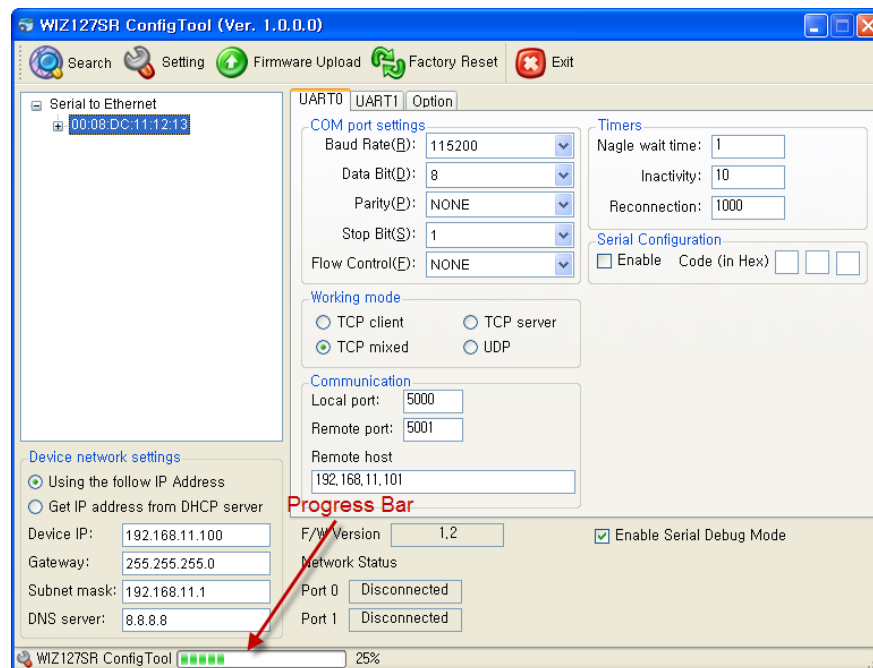 WIZ127SR ConfigTool (Ver. 1.0.0.0)
Search Setting Firmware Upload Factory Reset Exit
Serial to Ethernet
00:08:DC:11:12:13
UART0 UART1 Option
COM port settings
Baud Rate(B): 115200
Data Bit(D): 8
Parity(P): NONE
Stop Bit(S): 1
Flow Control(F): NONE
Timers
Nagle wait time: 1
Inactivity: 10
Reconnection: 1000
Serial Configuration
Enable Code (in Hex)
Working mode
TCP client TCP server
TCP mixed UDP
Communication
Local port: 5000
Remote port: 5001
Remote host
192,168,11,101
Device network settings
Using the follow IP Address
Get IP address from DHCP server
Device IP: 192.168.11.100
Gateway: 255.255.255.0
Subnet mask: 192.168.11.1
DNS server: 8.8.8.8
Progress Bar
F/W Version 1,2
Enable Serial Debug Mode
Network Status
Port 0 Disconnected
Port 1 Disconnected
WIZ127SR ConfigTool 25%